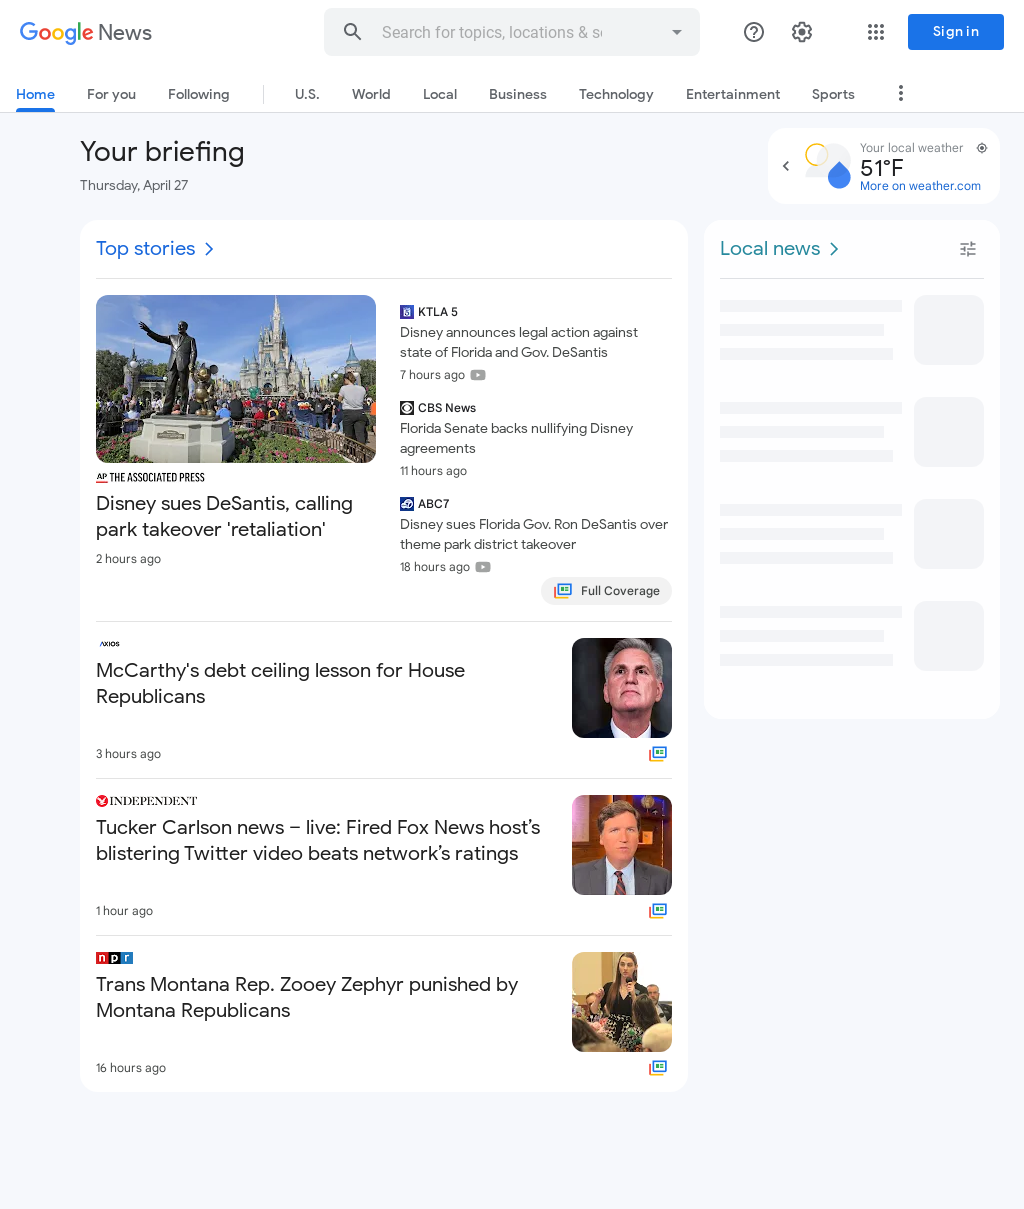 Google News
Search for topics, locations & so
Sign in
Home
For you
Following
U.S.
World
Local
Business
Technology
Entertainment
Sports
Your briefing
Thursday, April 27
Your local weather
51°F
More on weather.com
Top stories
Local news
AP THE ASSOCIATED PRESS
Disney sues DeSantis, calling
park takeover 'retaliation'
2 hours ago
KTLA 5
Disney announces legal action against
state of Florida and Gov. DeSantis
7 hours ago
CBS News
Florida Senate backs nullifying Disney
agreements
11 hours ago
ABC7
Disney sues Florida Gov. Ron DeSantis over
theme park district takeover
18 hours ago
Full Coverage
AXIOS
McCarthy's debt ceiling lesson for House
Republicans
3 hours ago
INDEPENDENT
Tucker Carlson news – live: Fired Fox News host’s
blistering Twitter video beats network’s ratings
1 hour ago
npr
Trans Montana Rep. Zooey Zephyr punished by
Montana Republicans
16 hours ago